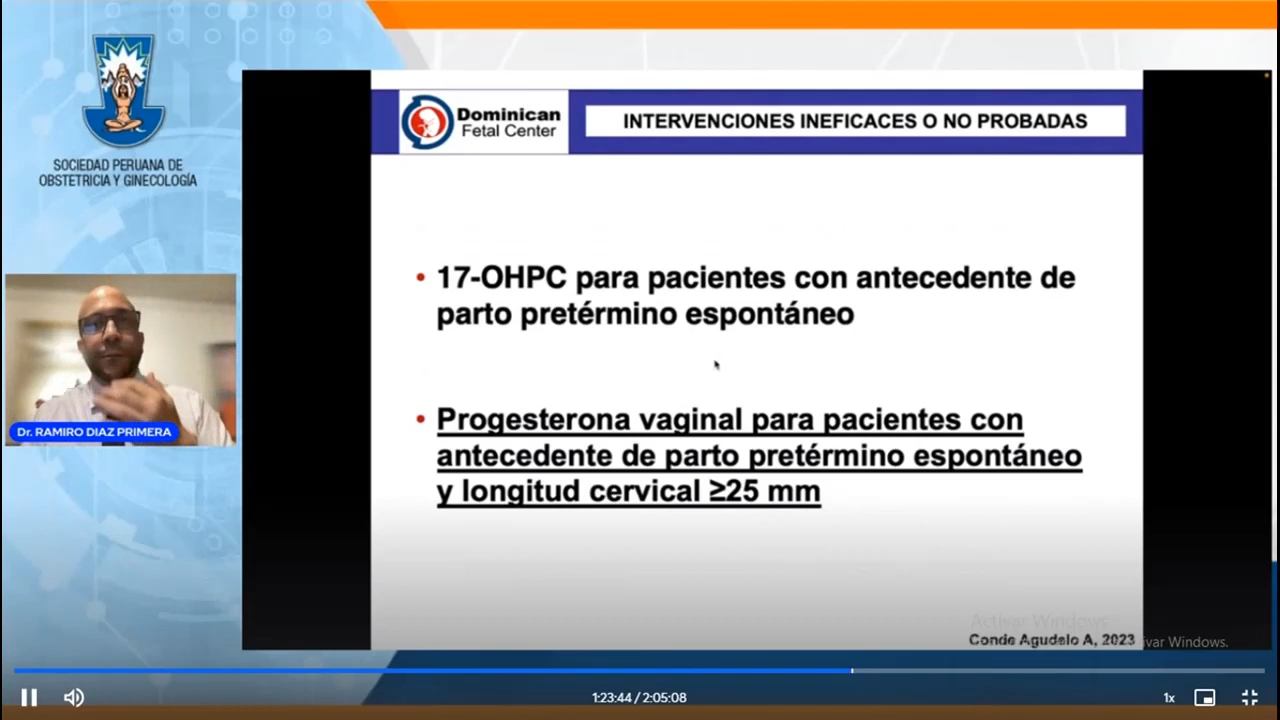 SOCIEDAD PERUANA DE
OBSTETRICIA Y GINECOLOGÍA
Dominican
Fetal Center
INTERVENCIONES INEFICACES O NO PROBADAS
• 17-OHPC para pacientes con antecedente de
parto pretérmino espontáneo
• Progesterona vaginal para pacientes con
antecedente de parto pretérmino espontáneo
y longitud cervical ≥25 mm
Dr. RAMIRO DIAZ PRIMERA
Activar Windows
Conde Agudelo A, 2023
ivar Windows.
1:23:44 / 2:05:08
1x